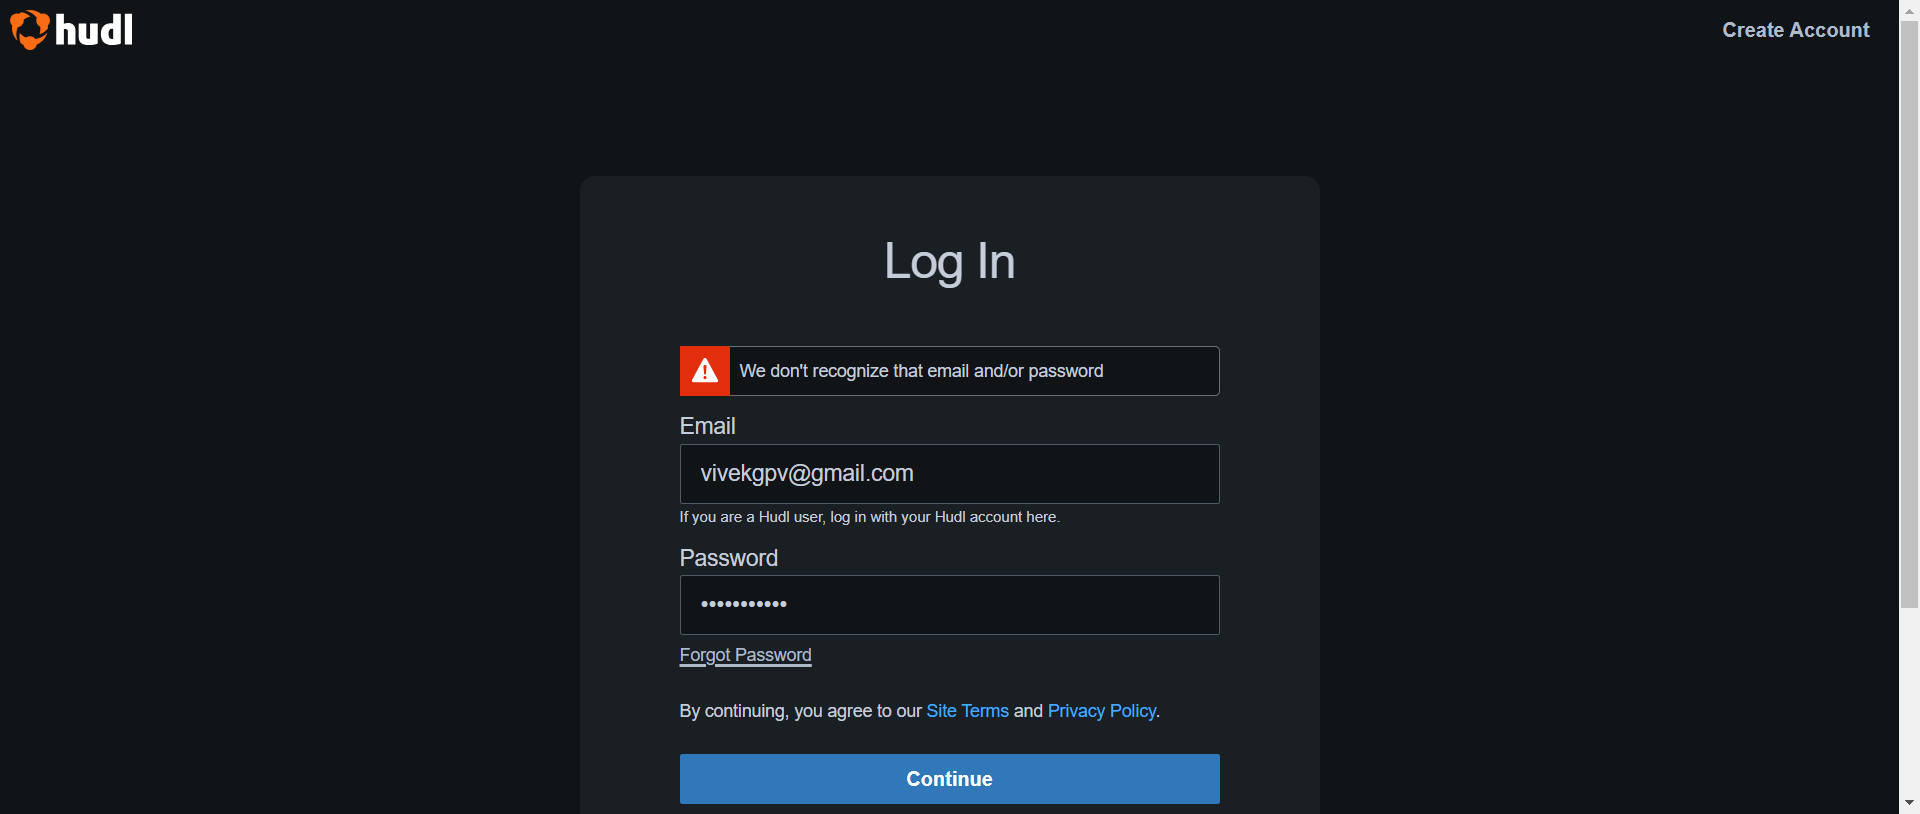 hudl
Create Account
Log In
We don't recognize that email and/or password
Email
vivekgpv@gmail.com
If you are a Hudl user, log in with your Hudl account here.
Password
•••••••••••
Forgot Password
By continuing, you agree to our Site Terms and Privacy Policy.
Continue